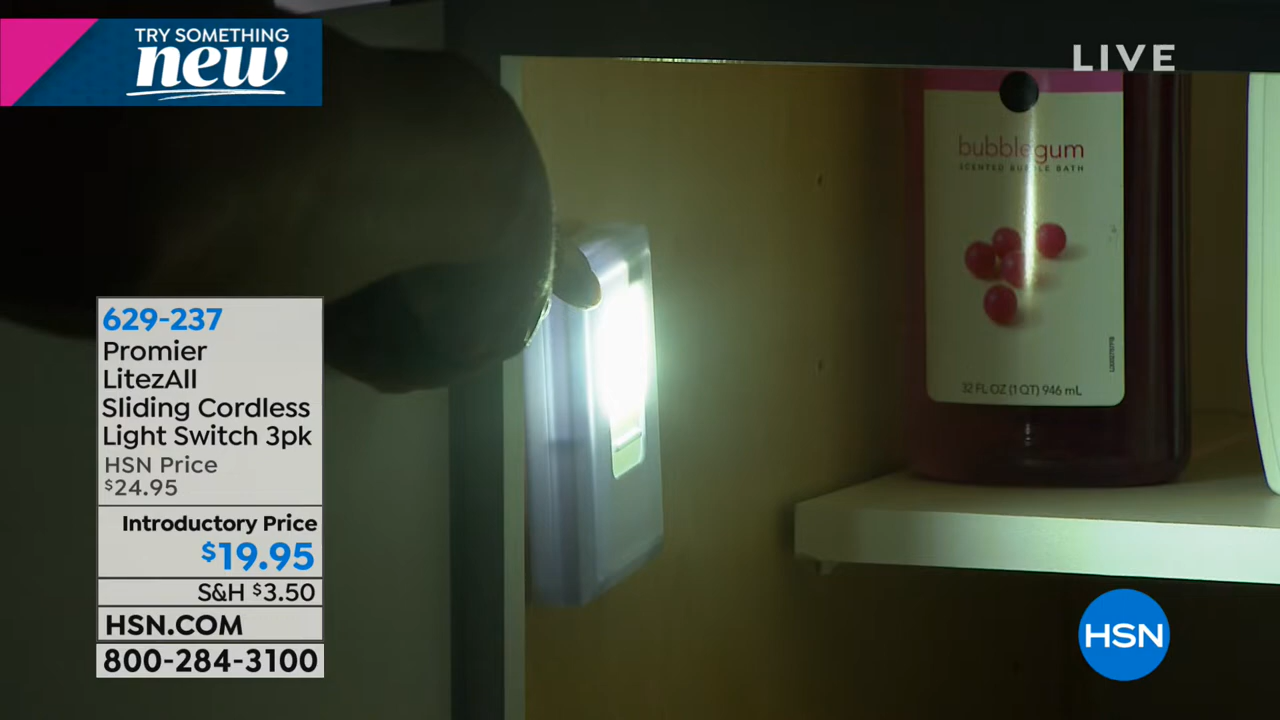 TRY SOMETHING
new
LIVE
bubblegum
SCENTED BUBBLE BATH
32 FL OZ (1 QT) 946 mL
629-237
Promier
LitezAll
Sliding Cordless
Light Switch 3pk
HSN Price
$24.95
Introductory Price
$19.95
S&H $3.50
HSN.COM
800-284-3100
HSN